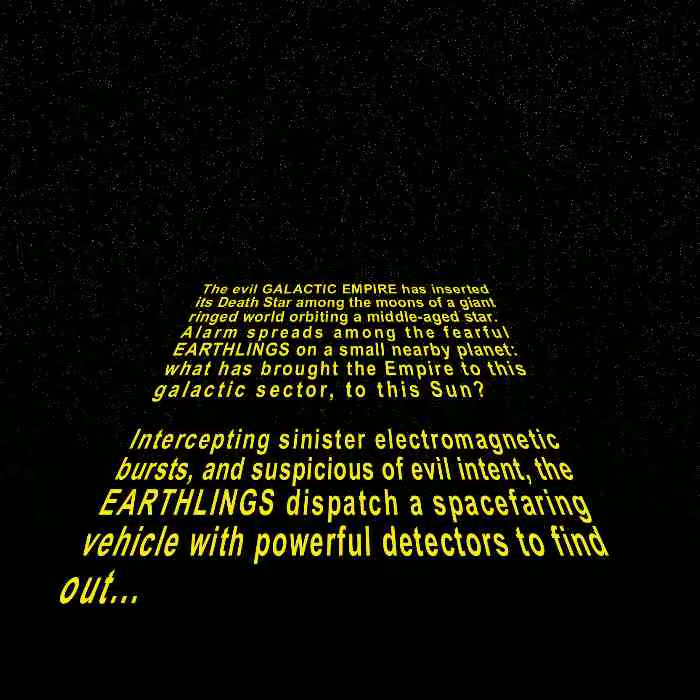 The evil GALACTIC EMPIRE has inserted
its Death Star among the moons of a giant
ringed world orbiting a middle-aged star.
Alarm spreads among the fearful
EARTHLINGS on a small nearby planet:
what has brought the Empire to this
galactic sector, to this Sun?
Intercepting sinister electromagnetic
bursts, and suspicious of evil intent, the
EARTHLINGS dispatch a spacefaring
vehicle with powerful detectors to find
out...